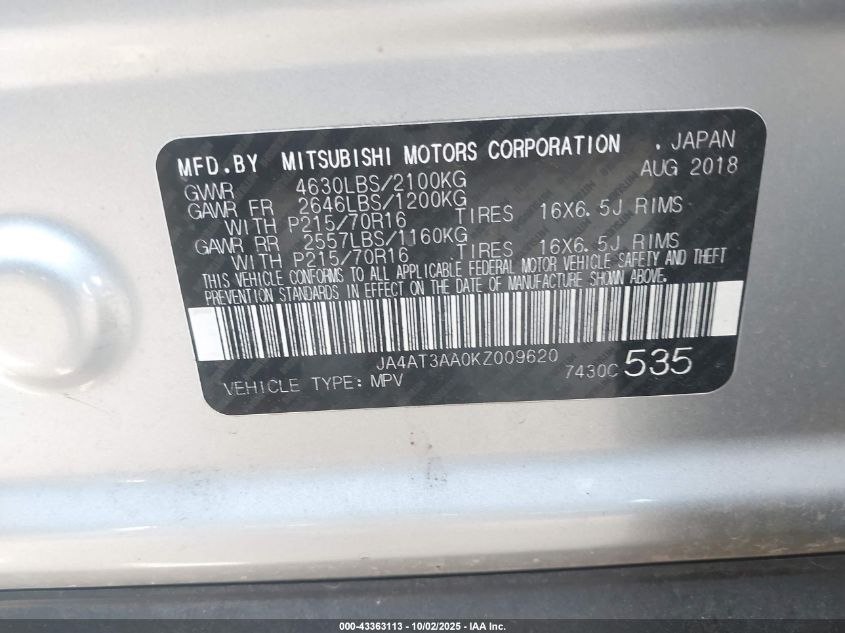 MFD.BY MITSUBISHI MOTORS CORPORATION . JAPAN
AUG 2018
GVWR 4630LBS/2100KG
GAWR FR 2646LBS/1200KG
WITH P215/70R16 TIRES 16X6.5J RIMS
GAWR RR 2557LBS/1160KG
WITH P215/70R16 TIRES 16X6.5J RIMS
THIS VEHICLE CONFORMS TO ALL APPLICABLE FEDERAL MOTOR VEHICLE SAFETY AND THEFT
PREVENTION STANDARDS IN EFFECT ON THE DATE OF MANUFACTURE SHOWN ABOVE.
JA4AT3AA0KZ009620
VEHICLE TYPE: MPV 7430C 535
000-43363113 - 10/02/2025 - IAA Inc.